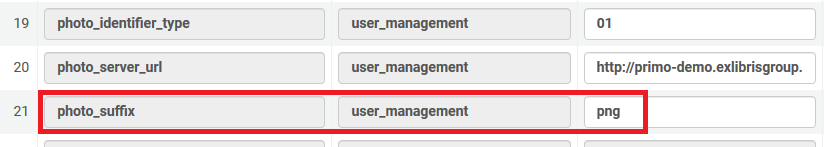 19 photo_identifier_type user_management 01
20 photo_server_url user_management http://primo-demo.exlibrisgroup.
21 photo_suffix user_management png